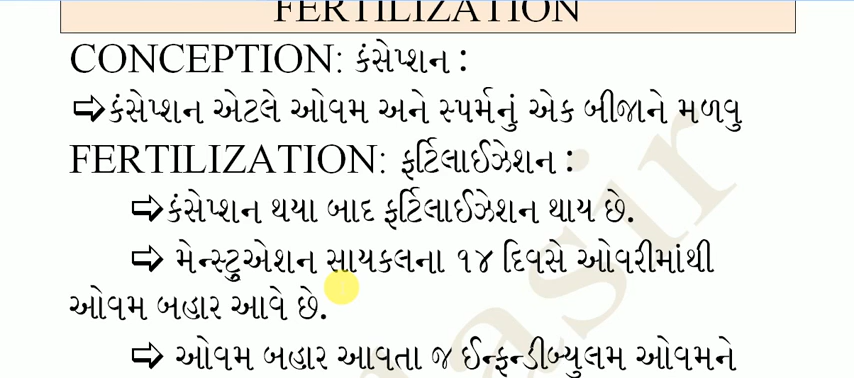 FERTILIZATION
CONCEPTION: કંસેપ્શન :
⇨કંસેપ્શન એટલે ઓવમ અને સ્પર્મનું એક બીજાને મળવુ
FERTILIZATION: ફર્ટિલાઈઝેશન :
⇨કંસેપ્શન થયા બાદ ફર્ટિલાઈઝેશન થાય છે.
⇨ મેન્સ્ટ્રુએશન સાયકલના ૧૪ દિવસે ઓવરીમાંથી
ઓવમ બહાર આવે છે.
⇨ ઓવમ બહાર આવતા જ ઈન્ફન્ડીબ્યુલમ ઓવમને